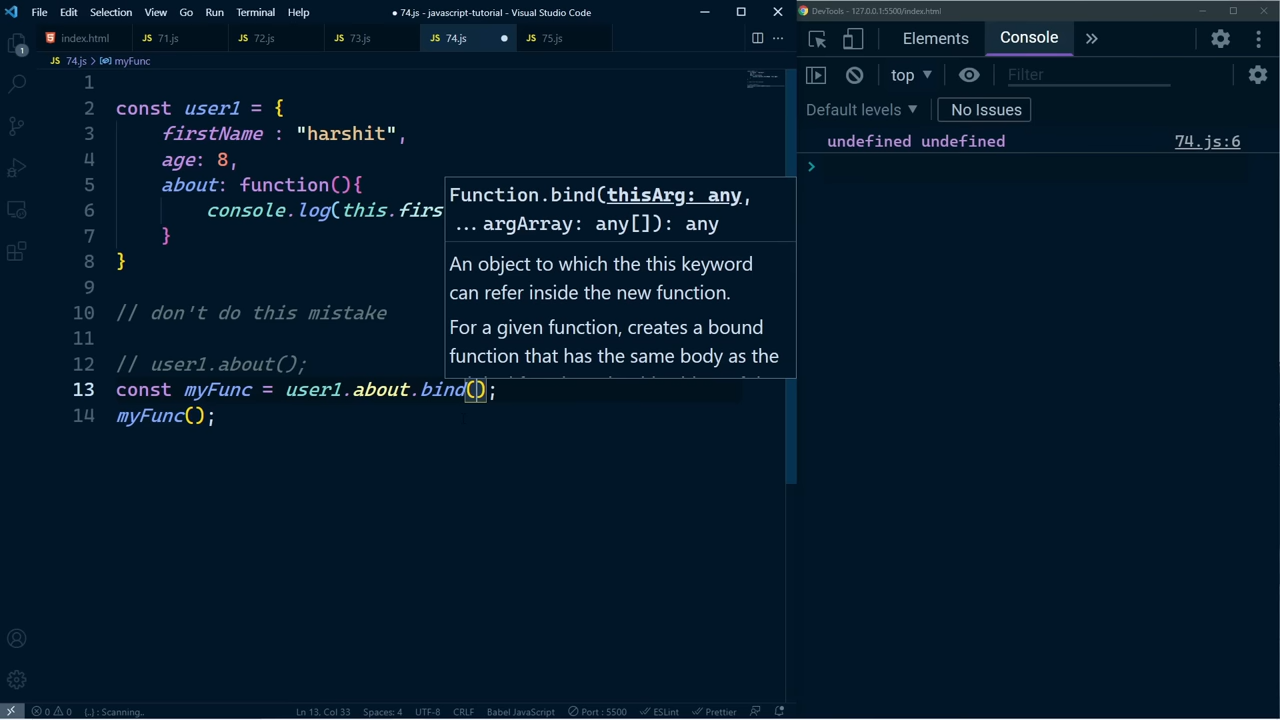 File Edit Selection View Go Run Terminal Help
● 74.js - javascript-tutorial - Visual Studio Code
DevTools - 127.0.0.1:5500/index.html
index.html JS 71.js JS 72.js JS 73.js JS 74.js ● JS 75.js
Elements Console
JS 74.js > myFunc
top Filter
Default levels No Issues
undefined undefined 74.js:6
>
1
2 const user1 = {
3 firstName : "harshit",
4 age: 8,
5 about: function(){
6 console.log(this.firs
7 }
8 }
9
10 // don't do this mistake
11
12 // user1.about();
13 const myFunc = user1.about.bind();
14 myFunc();
Function.bind(thisArg: any,
...argArray: any[]): any
An object to which the this keyword
can refer inside the new function.
For a given function, creates a bound
function that has the same body as the
1
0 0 {..} : Scanning.. Ln 13, Col 33 Spaces: 4 UTF-8 CRLF Babel JavaScript Port : 5500 ESLint Prettier